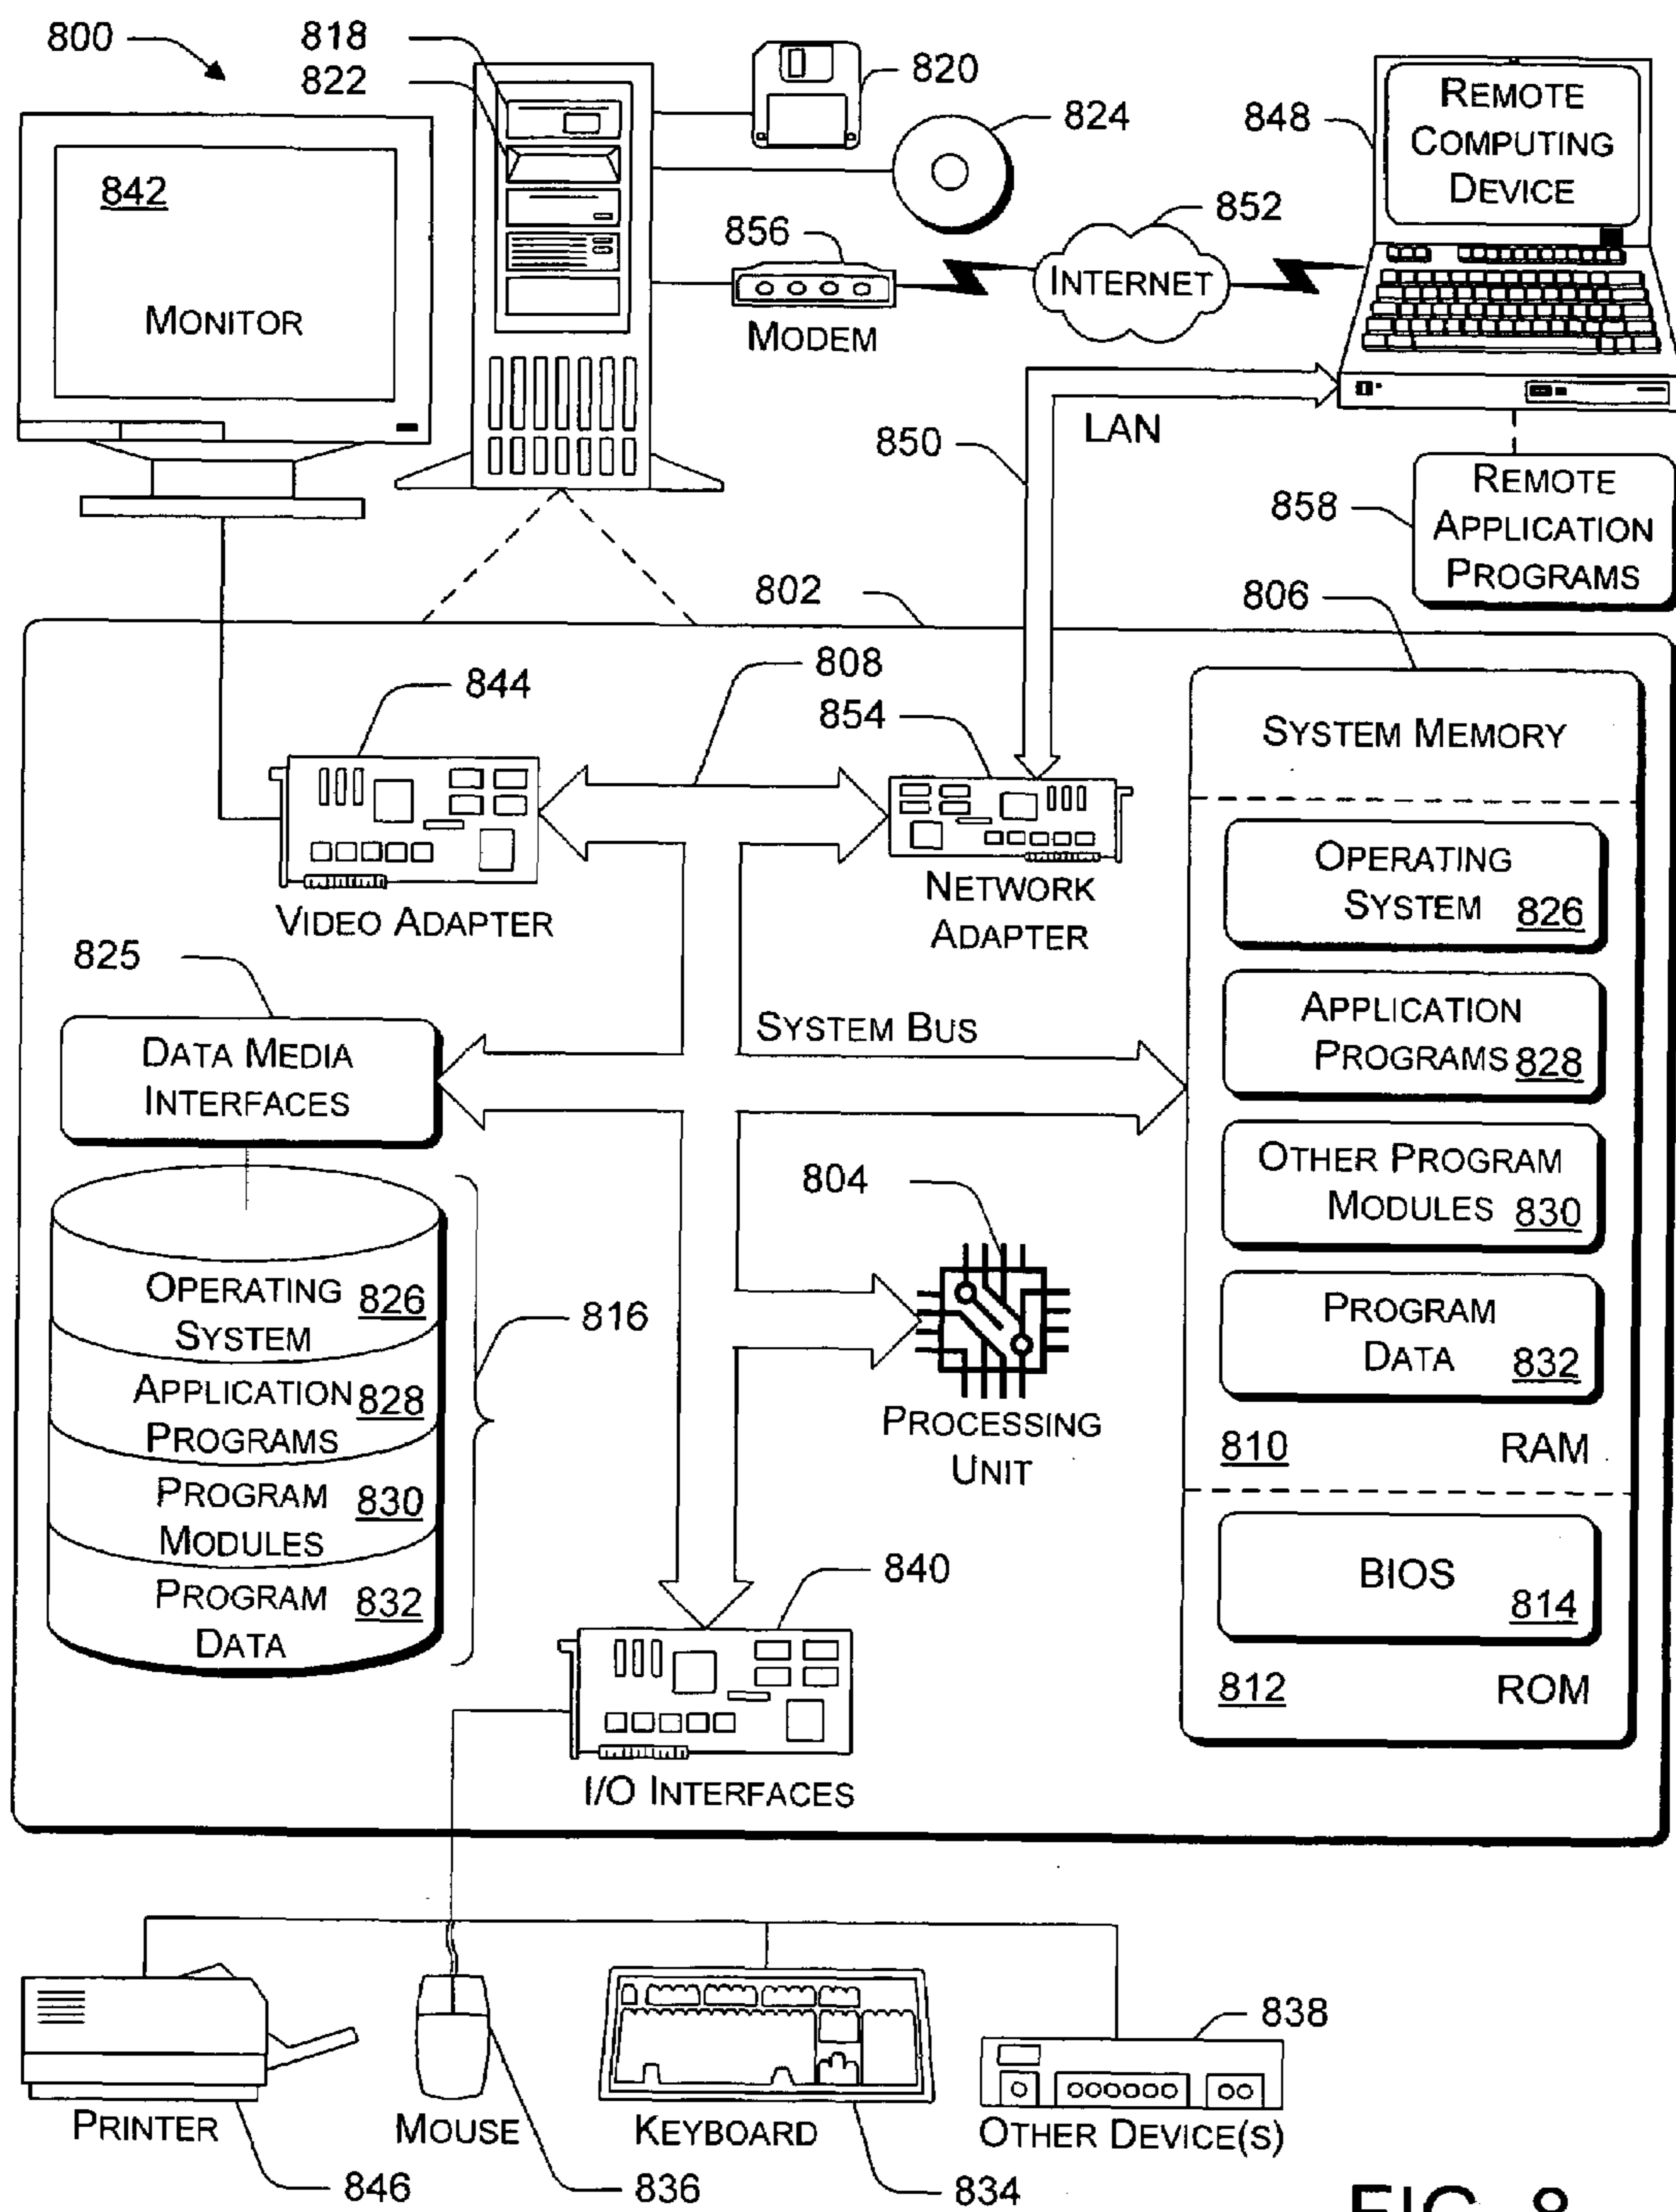 800
818
822
820
824
848
REMOTE
COMPUTING
DEVICE
842
MONITOR
856
MODEM
852
INTERNET
850
LAN
858
REMOTE
APPLICATION
PROGRAMS
802
806
808
844
854
VIDEO ADAPTER
NETWORK
ADAPTER
SYSTEM MEMORY
OPERATING
SYSTEM 826
825
DATA MEDIA
INTERFACES
SYSTEM BUS
APPLICATION
PROGRAMS 828
OTHER PROGRAM
MODULES 830
804
PROCESSING
UNIT
PROGRAM
DATA 832
810 RAM
OPERATING 826
SYSTEM
816
APPLICATION 828
PROGRAMS
PROGRAM 830
MODULES
PROGRAM 832
DATA
BIOS
814
812 ROM
840
I/O INTERFACES
838
PRINTER
MOUSE
KEYBOARD
OTHER DEVICE(S)
846
836
834
FIG. 8